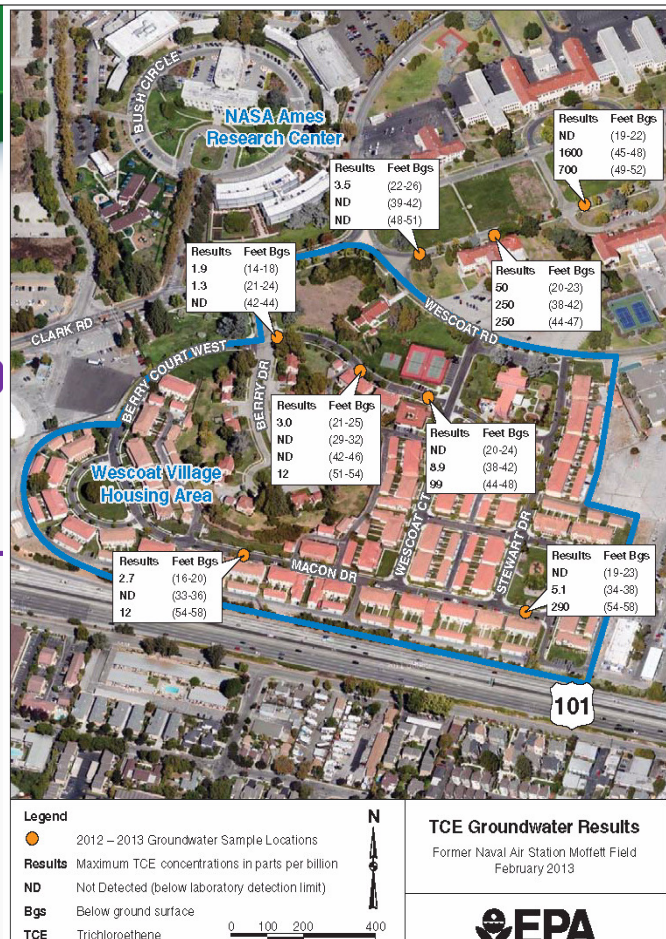 BUSH CIRCLE
NASA Ames
Research Center
Results Feet Bgs
ND (19-22)
1600 (45-48)
700 (49-52)
Results Feet Bgs
3.5 (22-26)
ND (39-42)
ND (48-51)
Results Feet Bgs
1.9 (14-18)
1.3 (21-24)
ND (42-44)
Results Feet Bgs
50 (20-23)
250 (38-42)
250 (44-47)
WESCOAT RD
CLARK RD
BERRY COURT WEST
BERRY DR
Results Feet Bgs
3.0 (21-25)
ND (29-32)
ND (42-46)
12 (51-54)
Results Feet Bgs
ND (20-24)
8.9 (38-42)
99 (44-48)
Wescoat Village
Housing Area
WESCOAT CT
STEWART DR
MACON DR
Results Feet Bgs
2.7 (16-20)
ND (33-36)
12 (54-58)
Results Feet Bgs
ND (19-23)
5.1 (34-38)
290 (54-58)
101
Legend
2012 – 2013 Groundwater Sample Locations
Results Maximum TCE concentrations in parts per billion
ND Not Detected (below laboratory detection limit)
Bgs Below ground surface
TCE Trichloroethene
N
0 100 200 400
TCE Groundwater Results
Former Naval Air Station Moffett Field
February 2013
EPA